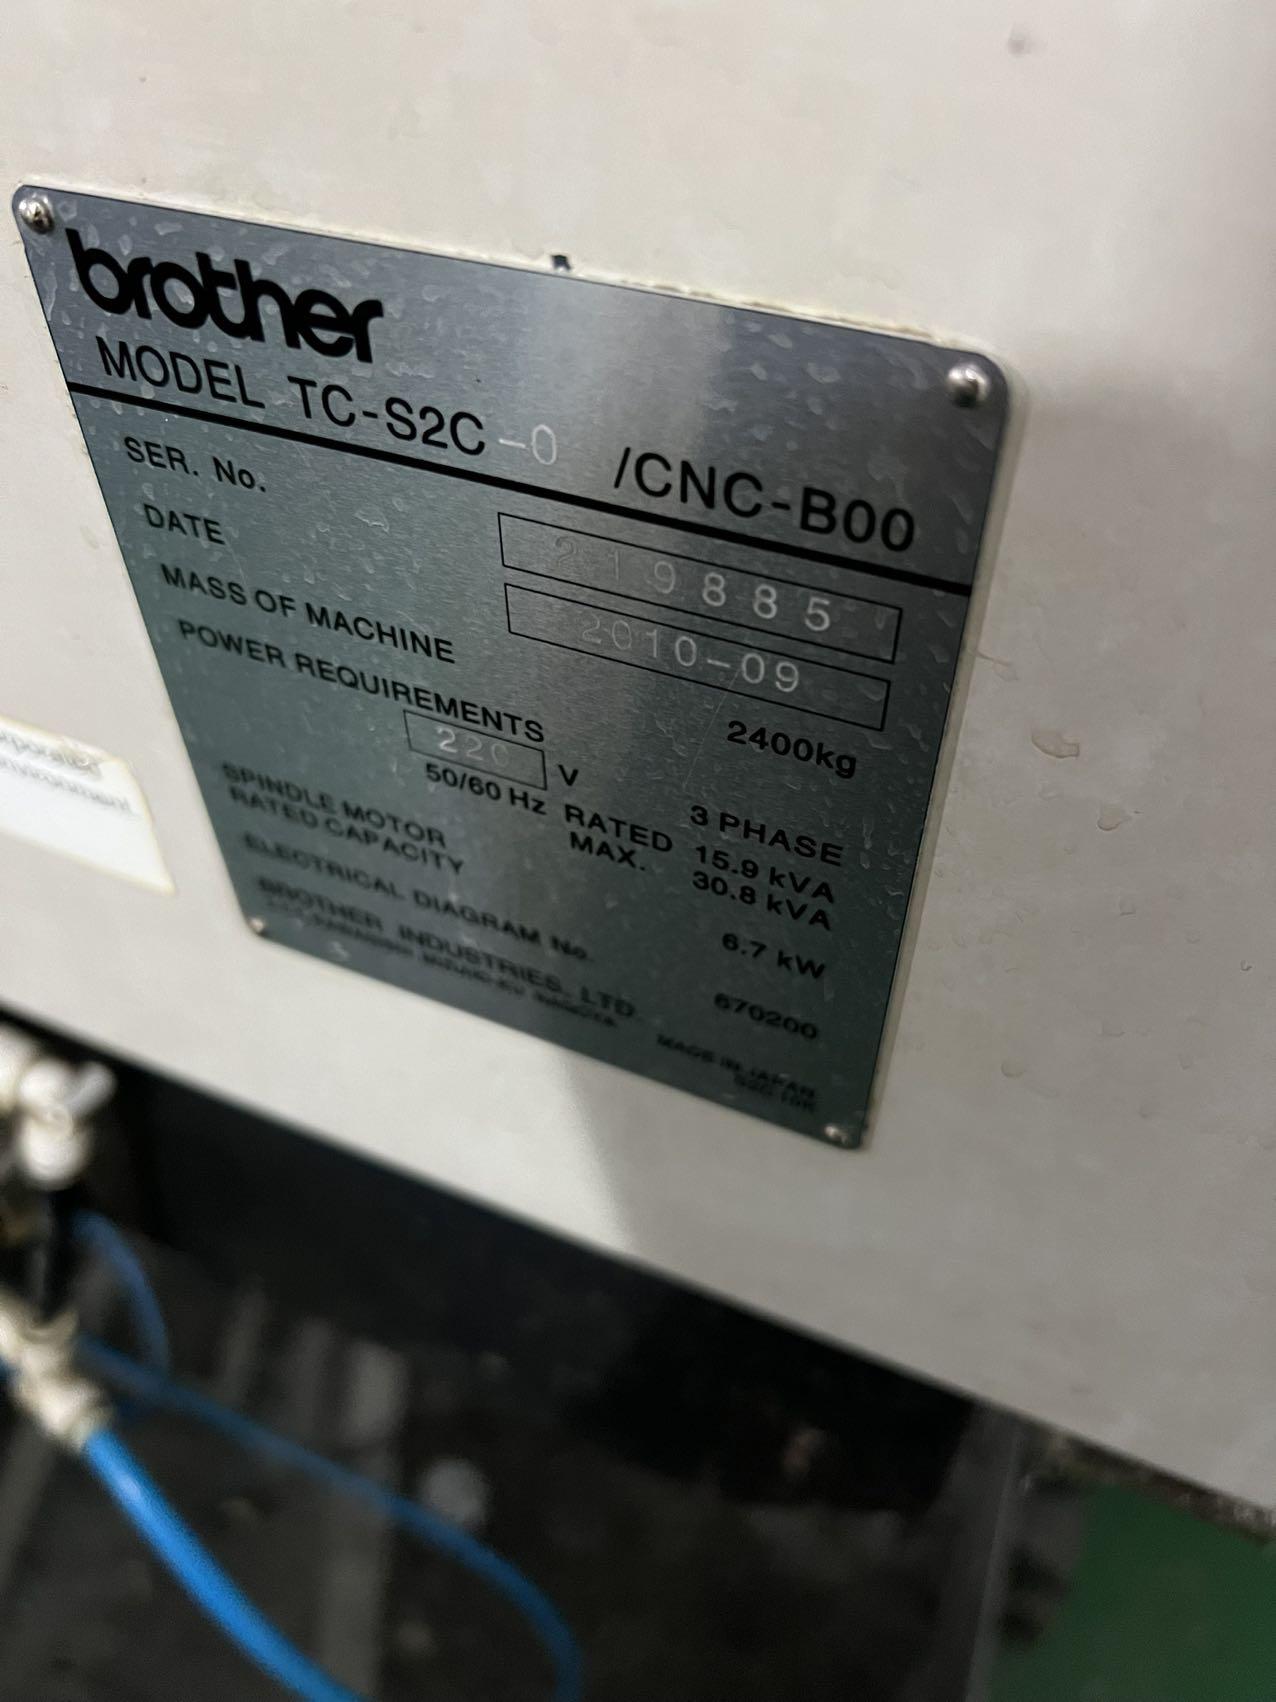 brother
MODEL TC-S2C -0 /CNC-B00
SER. No. 219885
DATE 2010-09
MASS OF MACHINE 2400kg
POWER REQUIREMENTS
220 V 3 PHASE
50/60 Hz RATED 15.9 kVA
MAX. 30.8 kVA
SPINDLE MOTOR
RATED CAPACITY 6.7 kW
ELECTRICAL DIAGRAM No. 670200
BROTHER INDUSTRIES, LTD.
MADE IN JAPAN